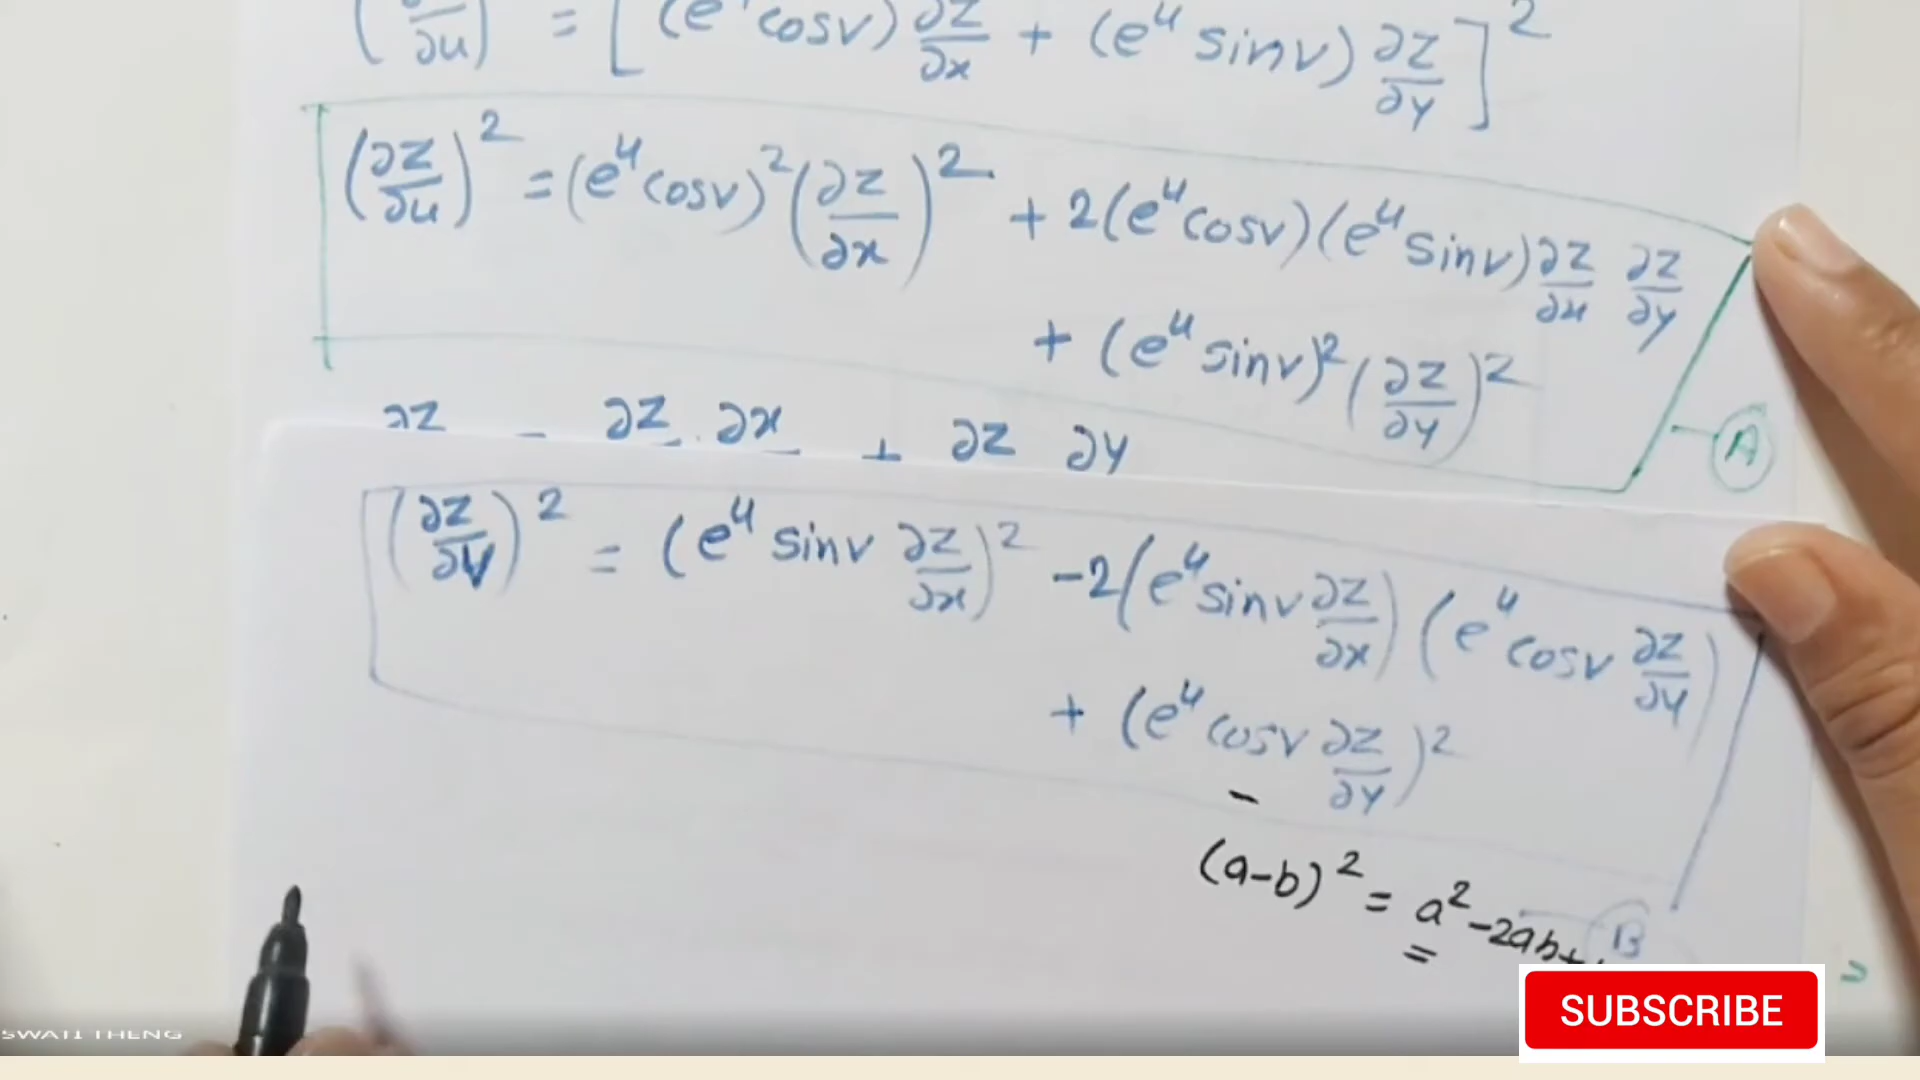 (∂z/∂u) = [(e^u cosv) ∂z/∂x + (e^u sinv) ∂z/∂y]^2
(∂z/∂u)^2 = (e^u cosv)^2 (∂z/∂x)^2 + 2(e^u cosv)(e^u sinv) ∂z/∂x ∂z/∂y
+ (e^u sinv)^2 (∂z/∂y)^2
A
∂z = ∂z . ∂x + ∂z ∂y
(∂z/∂v)^2 = (e^u sinv ∂z/∂x)^2 -2(e^u sinv ∂z/∂x) (e^u cosv ∂z/∂y)
+ (e^u cosv ∂z/∂y)^2
(a-b)^2 = a^2 -2ab+
=
B
SUBSCRIBE
SWATI THENG